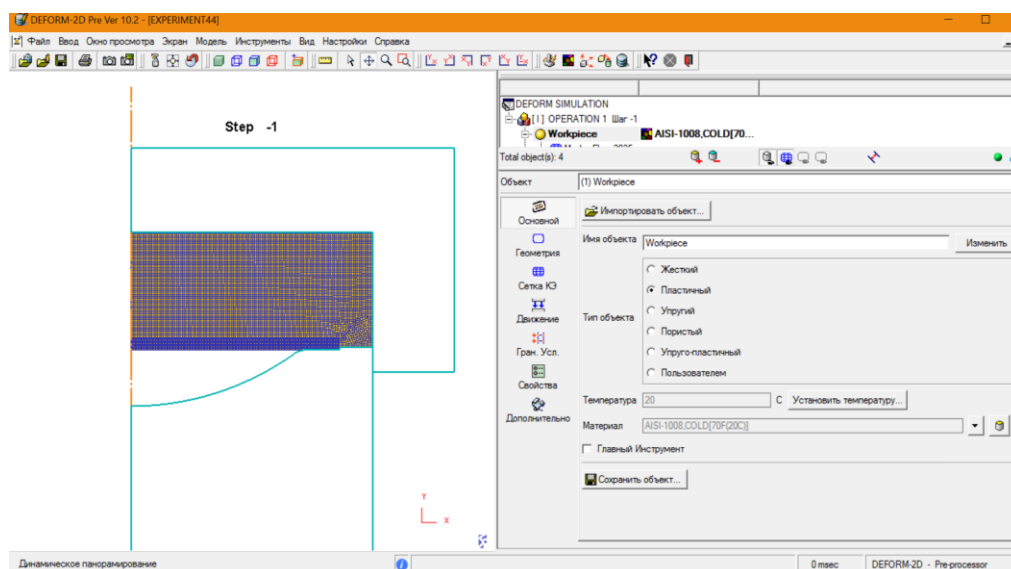 DEFORM-2D Pre Ver 10.2 - [EXPERIMENT44]
Файл Ввод Окно просмотра Экран Модель Инструменты Вид Настройки Справка
Step -1
DEFORM SIMULATION
[1] OPERATION 1 Шаг -1
Workpiece AISI-1008,COLD[70...
Total object(s): 4
Объект (1) Workpiece
Основной
Импортировать объект...
Геометрия
Имя объекта Workpiece Изменить
Сетка КЭ
Жесткий
Пластичный
Движение
Тип объекта
Упругий
Пористый
Гран. Усл.
Упруго-пластичный
Пользователем
Свойства
Температура 20 C Установить температуру...
Дополнительно
Материал AISI-1008,COLD[70F(20C)]
Главный Инструмент
Сохранить объект...
Y
X
Динамическое панорамирование 0 msec DEFORM-2D - Pre-processor